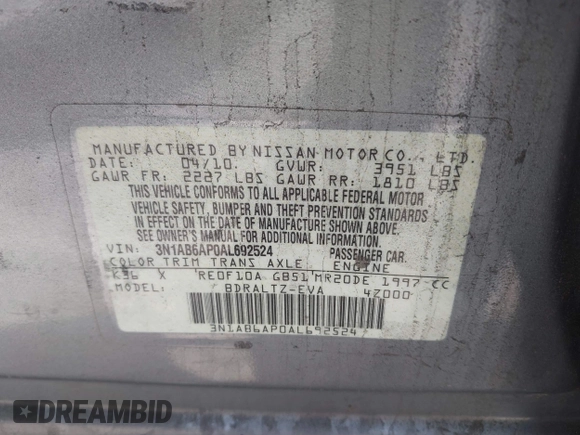 MANUFACTURED BY NISSAN MOTOR CO., LTD.
DATE: 04/10. GVWR: 3951 LBS
GAWR FR: 2227 LBS GAWR RR: 1810 LBS
THIS VEHICLE CONFORMS TO ALL APPLICABLE FEDERAL MOTOR
VEHICLE SAFETY, BUMPER AND THEFT PREVENTION STANDARDS
IN EFFECT ON THE DATE OF MANUFACTURE SHOWN ABOVE.
SEE OWNER'S MANUAL FOR ADDITIONAL INFORMATION.
VIN: 3N1AB6AP0AL692524 PASSENGER CAR.
COLOR TRIM TRANS AXLE ENGINE
K36 X RE0F10A GB51 MR20DE 1997 CC
MODEL: BDRALTZ-EVA 4Z000
3N1AB6AP0AL692524
DREAMBID